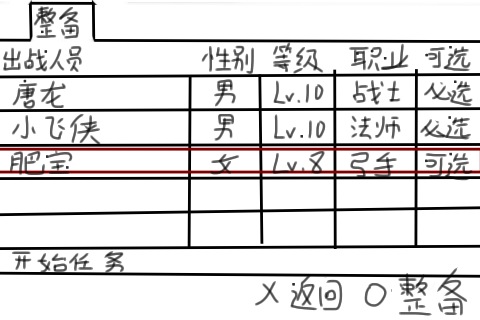 整备
出战人员 性别 等级 职业 可选
唐龙 男 Lv.10 战士 必选
小飞侠 男 Lv.10 法师 必选
肥宝 女 Lv.8 弓手 可选
开始任务
X返回 O整备